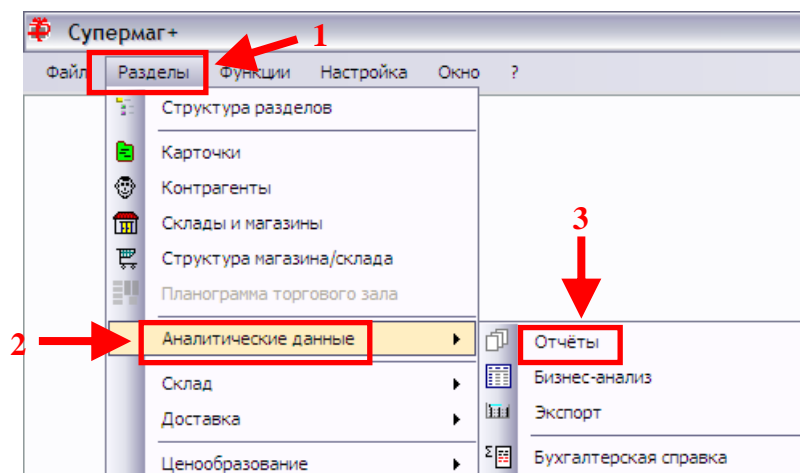 Супермаг+
1
Файл Разделы Функции Настройка Окно ?
Структура разделов
Карточки
Контрагенты
Склады и магазины
3
Структура магазина/склада
Планограмма торгового зала
2 Аналитические данные Отчёты
Бизнес-анализ
Склад
Экспорт
Доставка
Бухгалтерская справка
Ценообразование